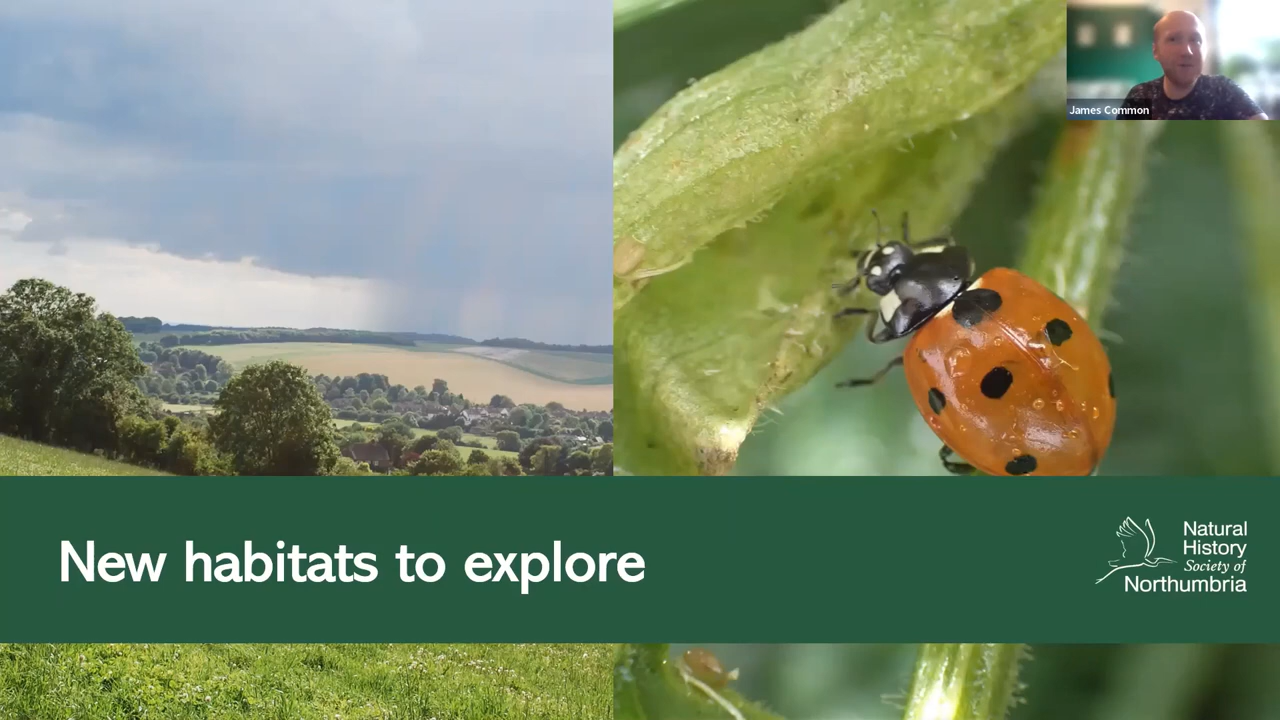 James Common
New habitats to explore
Natural
History
Society of
Northumbria